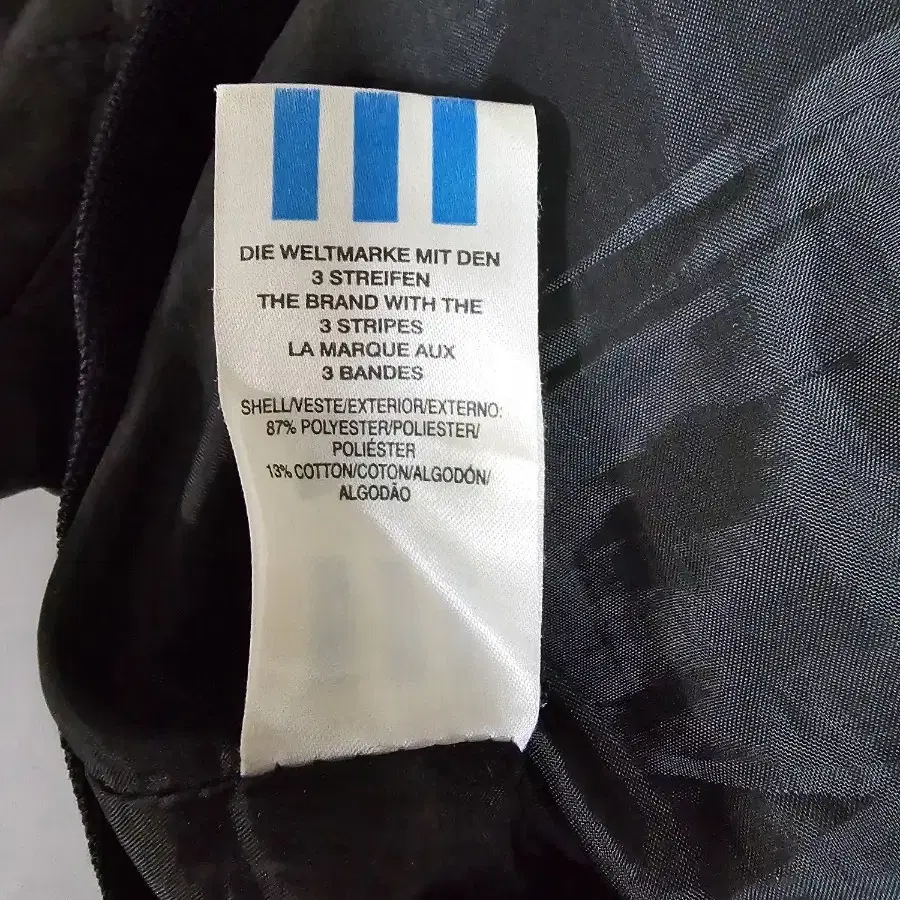 DIE WELTMARKE MIT DEN
3 STREIFEN
THE BRAND WITH THE
3 STRIPES
LA MARQUE AUX
3 BANDES
SHELL/VESTE/EXTERIOR/EXTERNO:
87% POLYESTER/POLIESTER/
POLIÉSTER
13% COTTON/COTON/ALGODÓN/
ALGODÃO